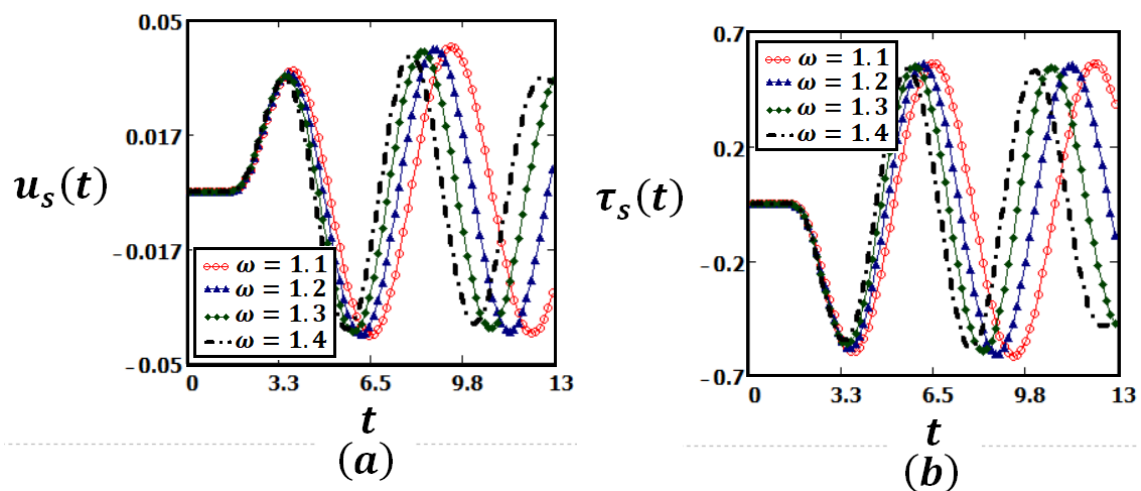 0.05
0.017
-0.017
-0.05
u_s(t)
ω = 1.1
ω = 1.2
ω = 1.3
ω = 1.4
0 3.3 6.5 9.8 13
t
(a)
0.7
0.2
-0.2
-0.7
τ_s(t)
ω = 1.1
ω = 1.2
ω = 1.3
ω = 1.4
0 3.3 6.5 9.8 13
t
(b)